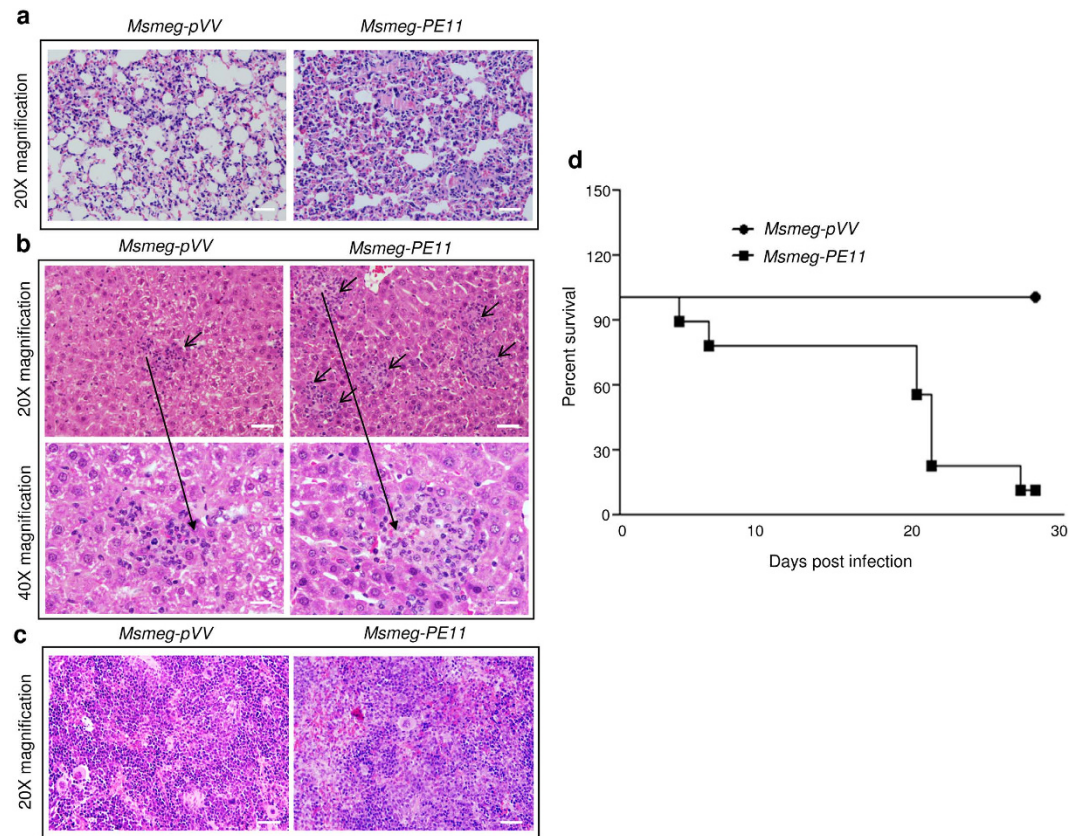 a
Msmeg-pVV Msmeg-PE11
20X magnification
b
Msmeg-pVV Msmeg-PE11
20X magnification
40X magnification
c
Msmeg-pVV Msmeg-PE11
20X magnification
d
150
120
90
60
30
0
Percent survival
Msmeg-pVV
Msmeg-PE11
0 10 20 30
Days post infection